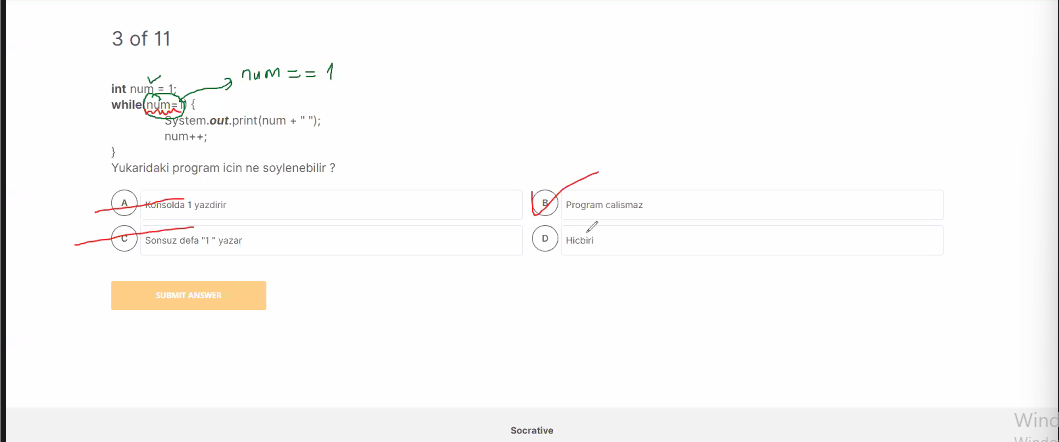 3 of 11
num == 1
int num = 1;
while(num=1) {
System.out.print(num + " ");
num++;
}
Yukaridaki program icin ne soylenebilir ?
A Konsolda 1 yazdirir
B Program calismaz
C Sonsuz defa "1 " yazar
D Hicbiri
SUBMIT ANSWER
Socrative
Wind
Windo